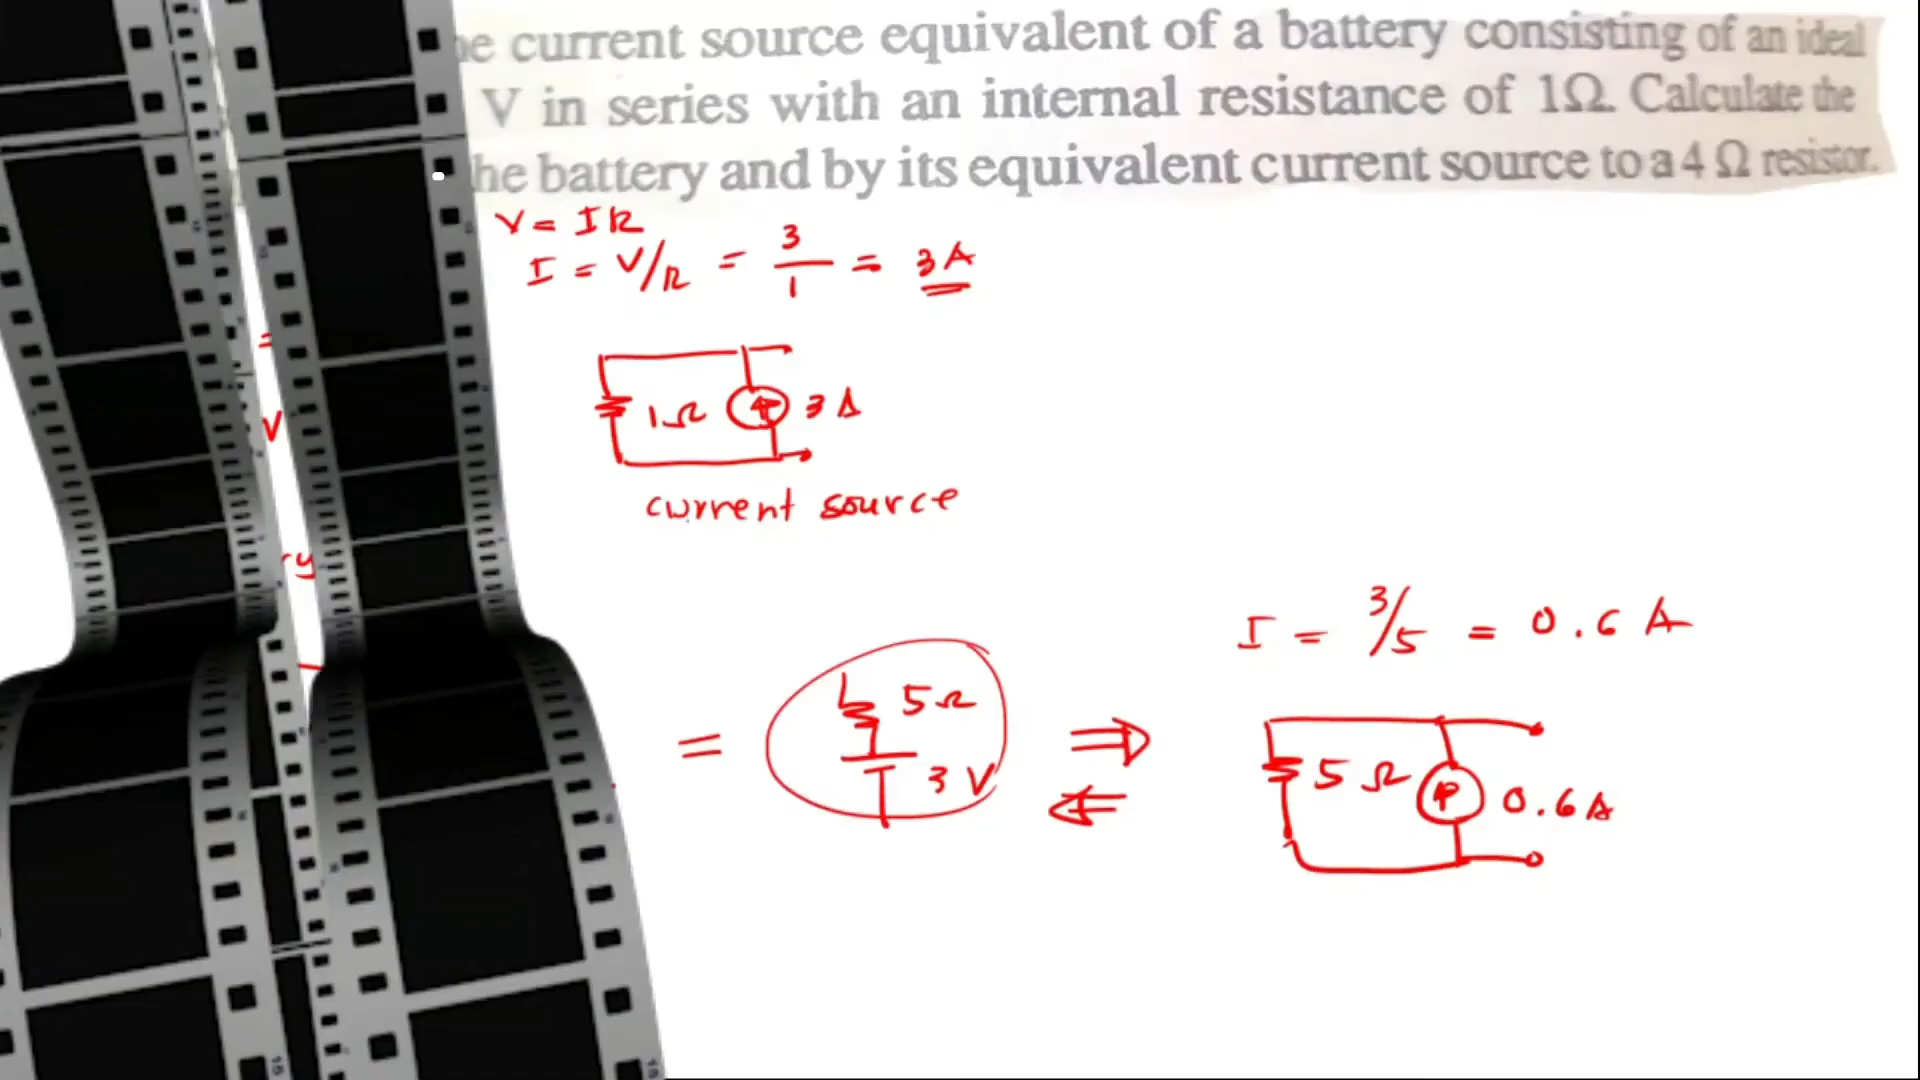 he current source equivalent of a battery consisting of an ideal
V in series with an internal resistance of 1Ω. Calculate the
he battery and by its equivalent current source to a 4 Ω resistor.
V = IR
I = V/R = 3/1 = 3A
=
1Ω 3A
V
current source
ry
I = 3/5 = 0.6 A
= 5Ω ⇒
3V ⇐
5Ω 0.6A